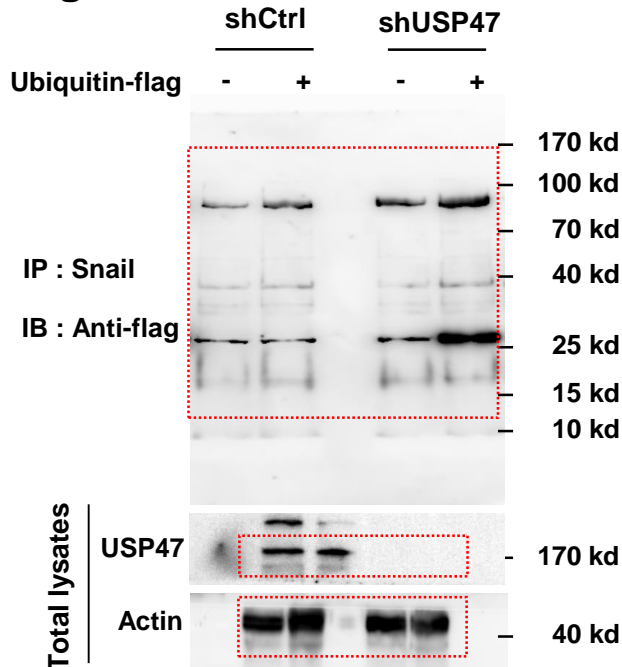 shCtrl shUSP47
Ubiquitin-flag - + - +
170 kd
100 kd
70 kd
IP : Snail
40 kd
IB : Anti-flag
25 kd
15 kd
10 kd
Total lysates
USP47
170 kd
Actin
40 kd